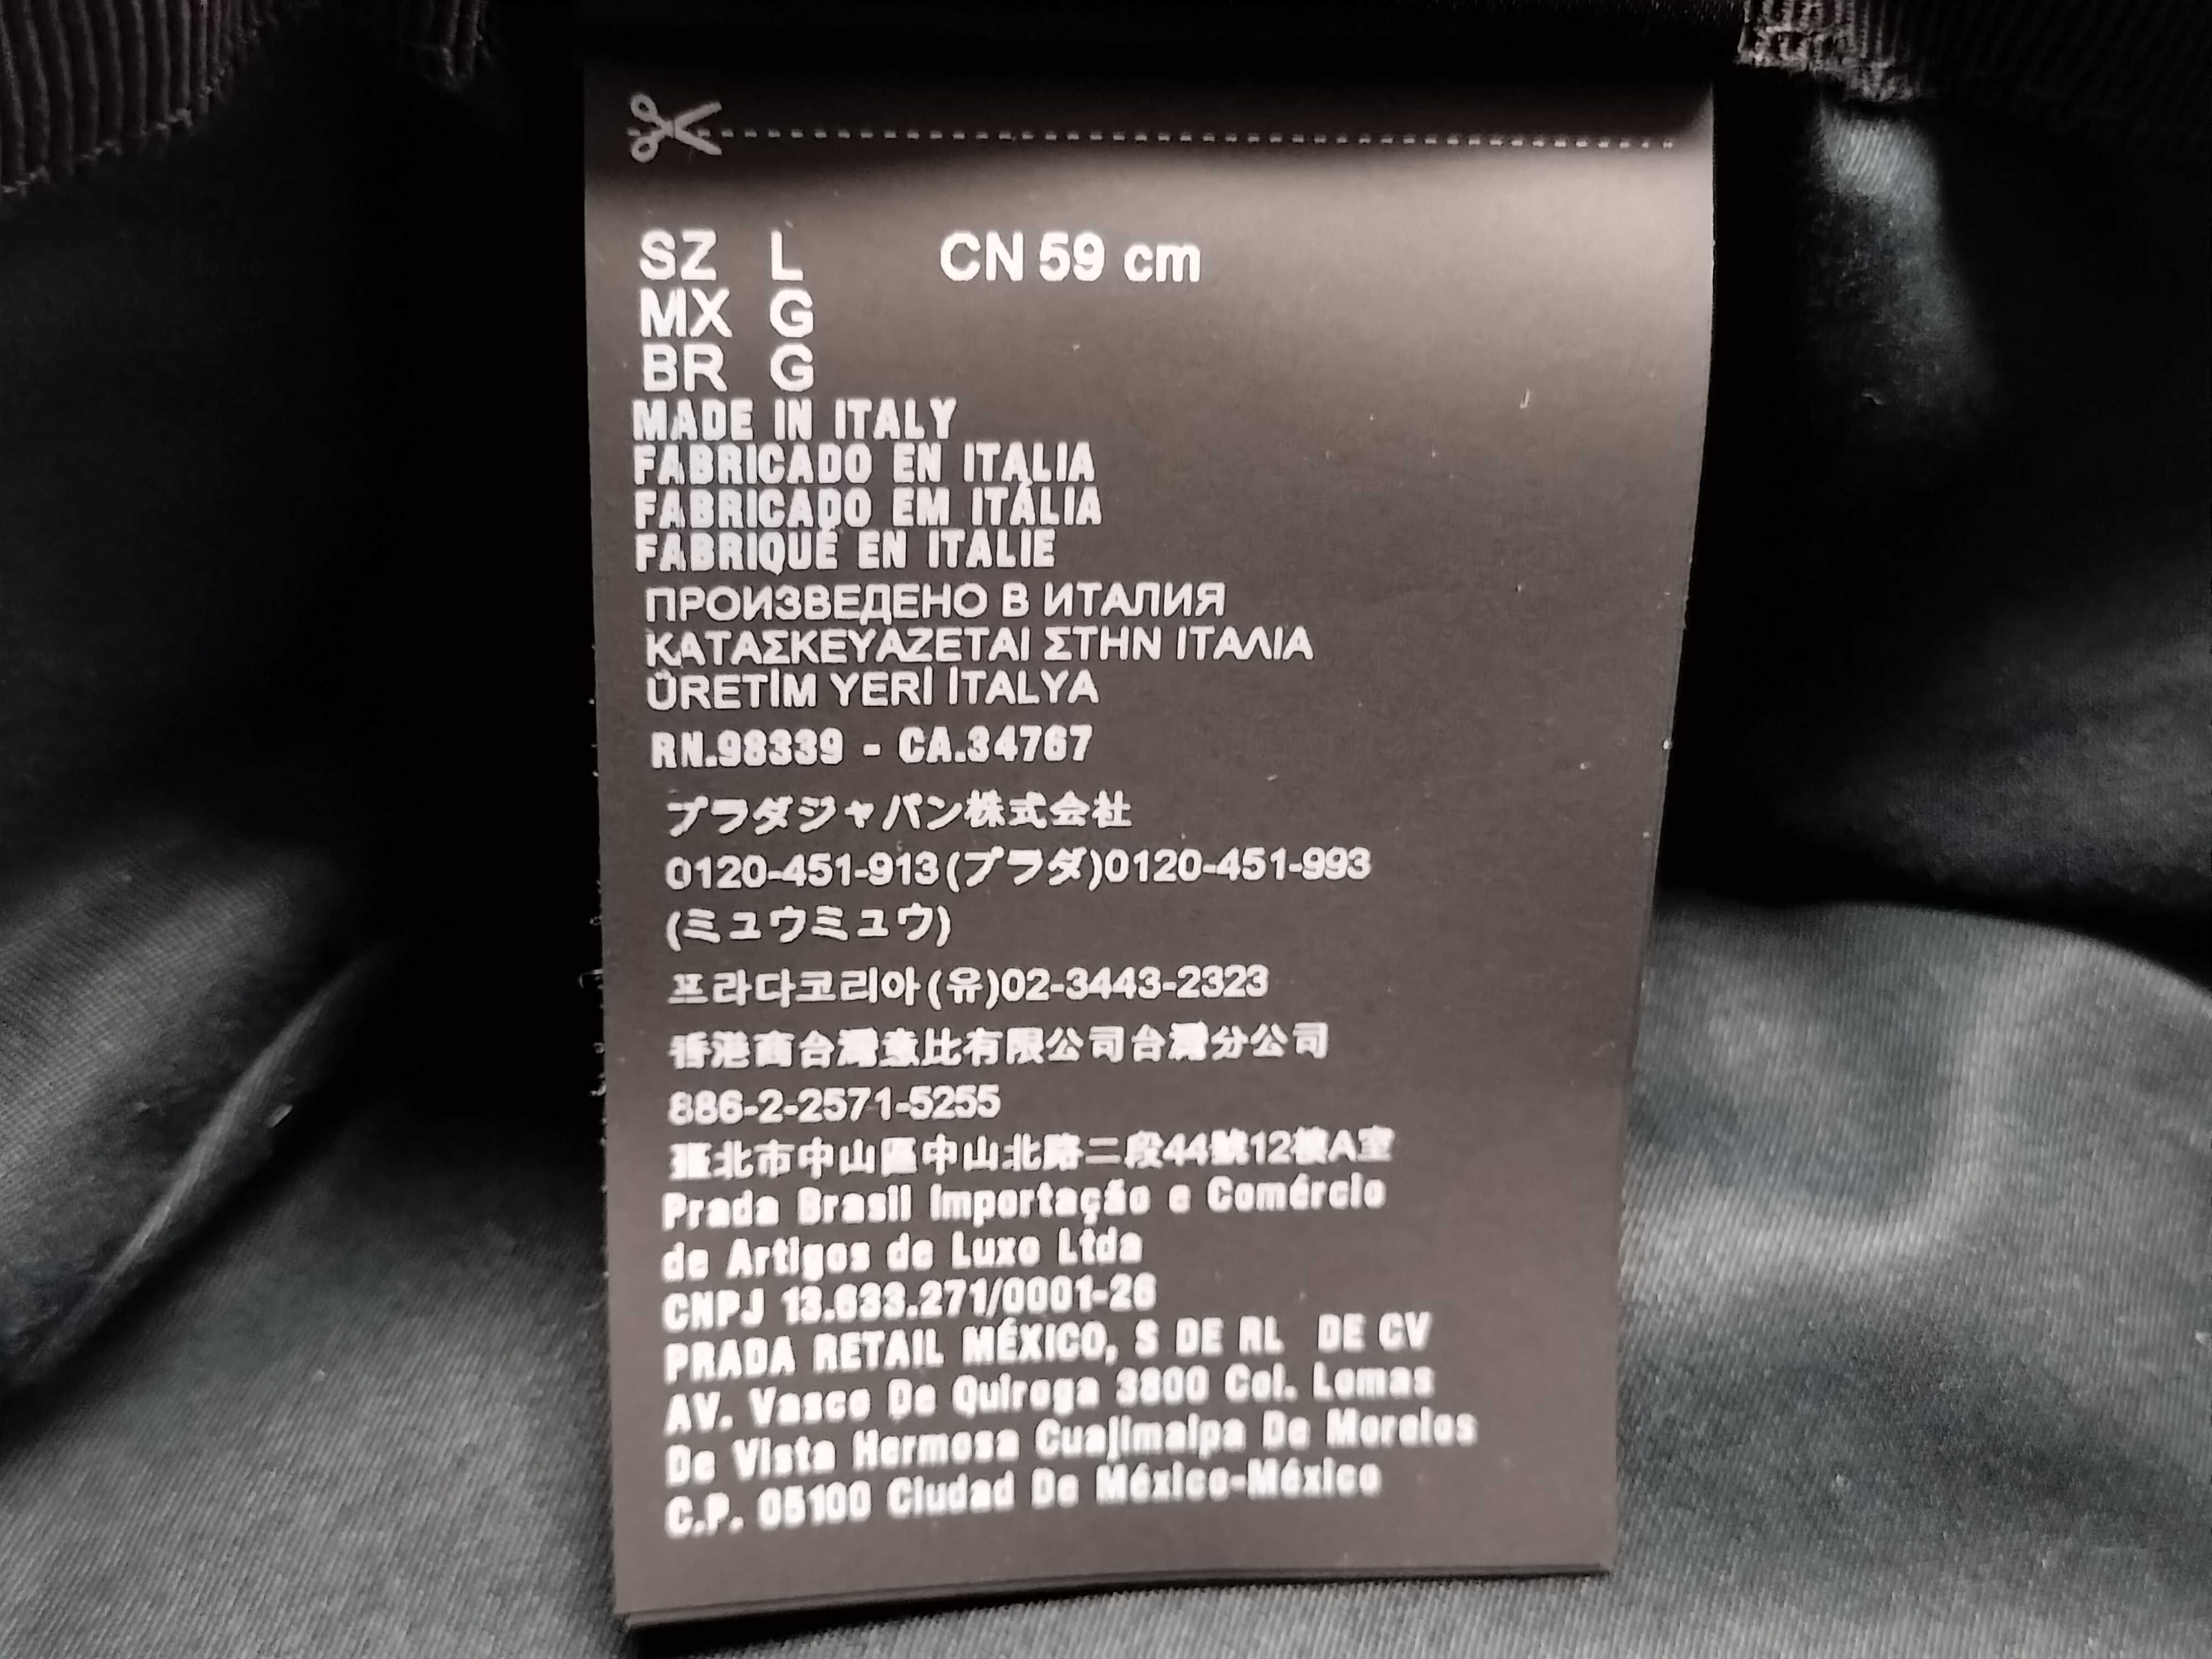 SZ L CN 59 cm
MX G
BR G
MADE IN ITALY
FABRICADO EN ITALIA
FABRICADO EM ITÁLIA
FABRIQUÉ EN ITALIE
ПРОИЗВЕДЕНО В ИТАЛИЯ
ΚΑΤΑΣΚΕΥΑΖΕΤΑΙ ΣΤΗΝ ΙΤΑΛΙΑ
ÜRETİM YERİ İTALYA
RN.98339 - CA.34767
プラダジャパン株式会社
0120-451-913(プラダ)0120-451-993
(ミュウミュウ)
프라다코리아(유)02-3443-2323
香港商台灣意比有限公司台灣分公司
886-2-2571-5255
臺北市中山區中山北路二段44號12樓A室
Prada Brasil Importação e Comércio
de Artigos de Luxo Ltda
CNPJ 13.633.271/0001-26
PRADA RETAIL MÉXICO, S DE RL DE CV
AV. Vasco De Quiroga 3800 Col. Lomas
De Vista Hermosa Cuajimalpa De Morelos
C.P. 05100 Ciudad De México-México